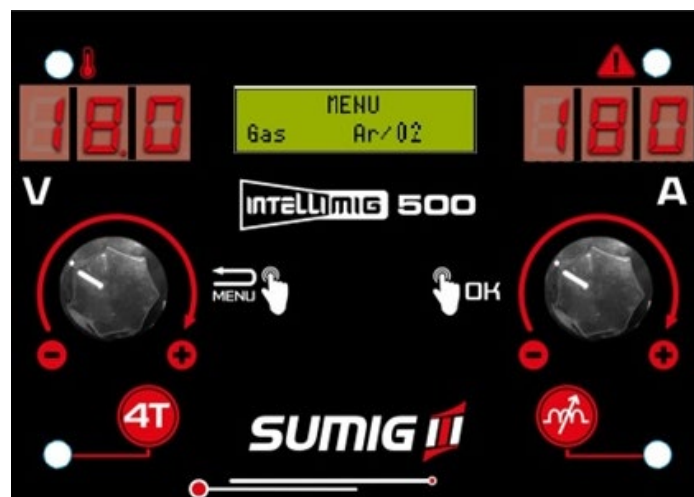 18.0
MENU
Gas Ar/O2
180
V
A
INTELLIMIG 500
MENU
OK
4T
SUMIG